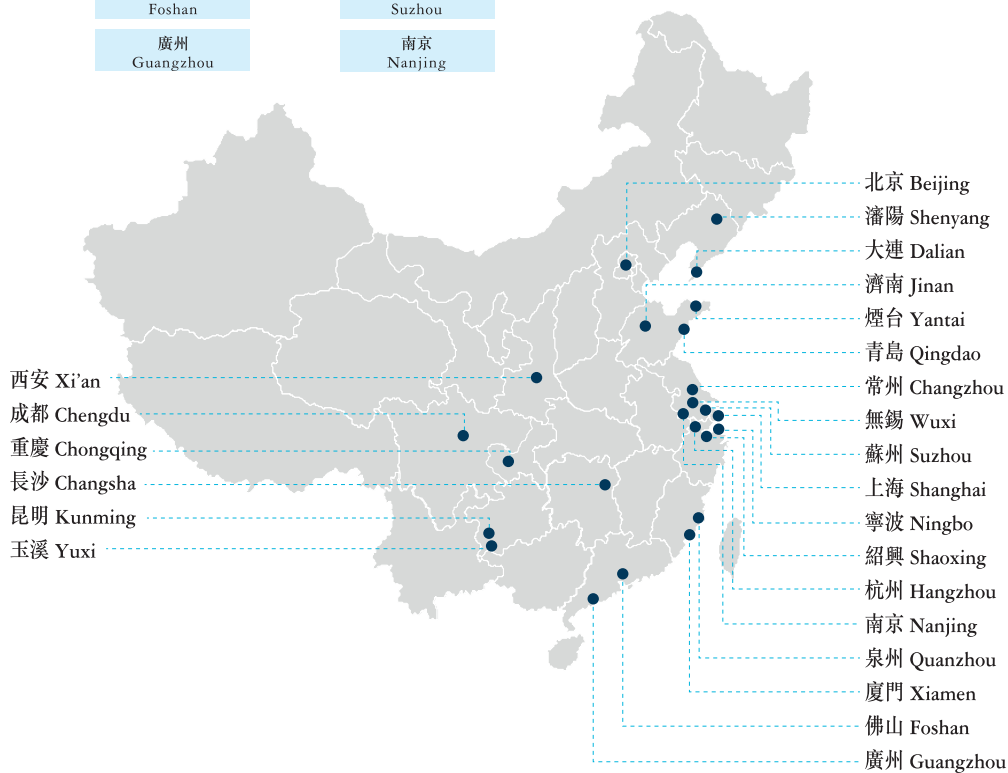 Foshan
Suzhou
廣州
Guangzhou
南京
Nanjing
北京 Beijing
瀋陽 Shenyang
大連 Dalian
濟南 Jinan
煙台 Yantai
青島 Qingdao
常州 Changzhou
無錫 Wuxi
蘇州 Suzhou
上海 Shanghai
寧波 Ningbo
紹興 Shaoxing
杭州 Hangzhou
南京 Nanjing
泉州 Quanzhou
廈門 Xiamen
佛山 Foshan
廣州 Guangzhou
西安 Xi’an
成都 Chengdu
重慶 Chongqing
長沙 Changsha
昆明 Kunming
玉溪 Yuxi